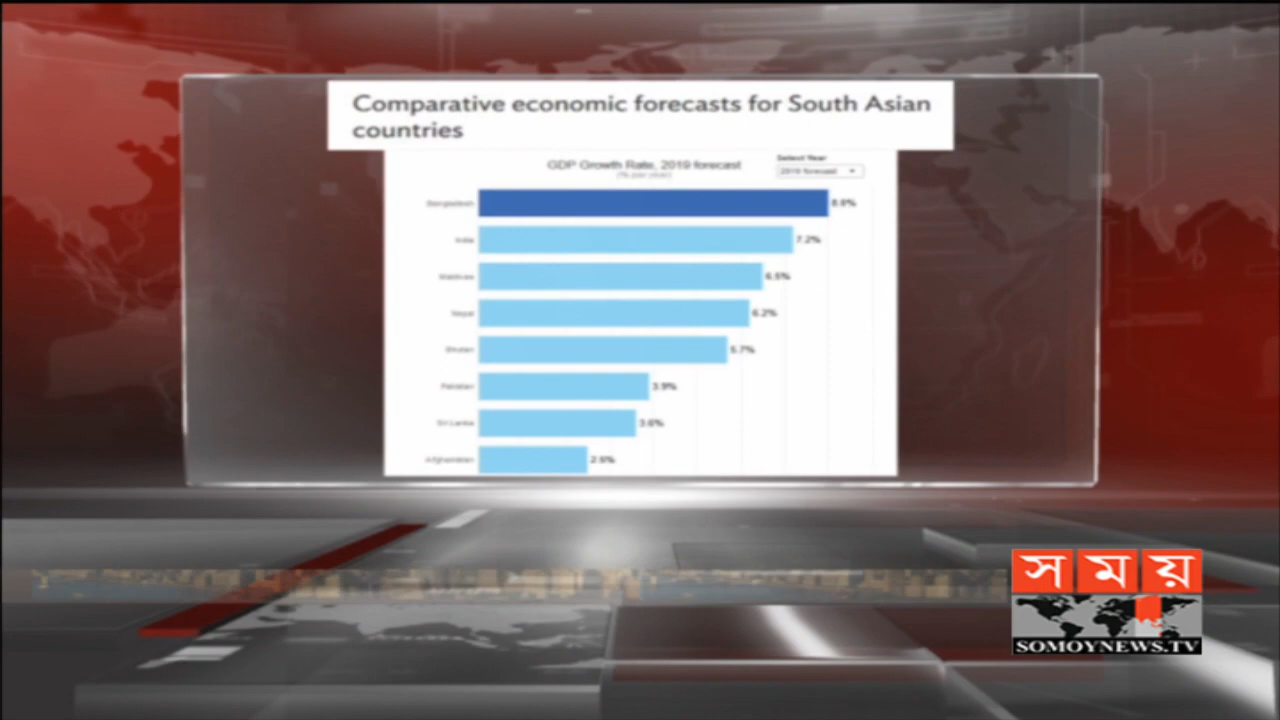 Comparative economic forecasts for South Asian
countries
GDP Growth Rate, 2019 forecast
(% per year)
Select Year
2019 forecast
Bangladesh
India 7.2%
Maldives 6.5%
Nepal 6.2%
Bhutan 5.7%
Pakistan 3.9%
Sri Lanka 3.6%
Afghanistan 2.5%
সময়
SOMOYNEWS.TV